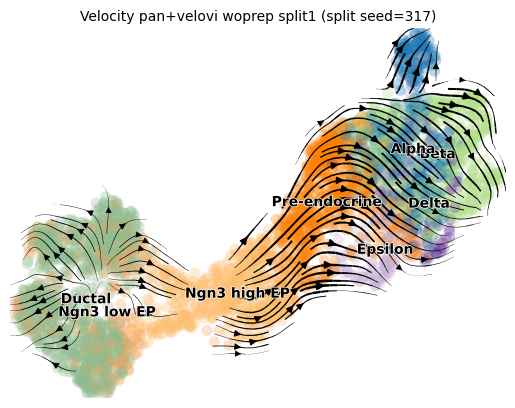 Velocity pan+velovi woprep split1 (split seed=317)
Alpha
Beta
Pre-endocrine
Delta
Epsilon
Ngn3 high EP
Ductal
Ngn3 low EP